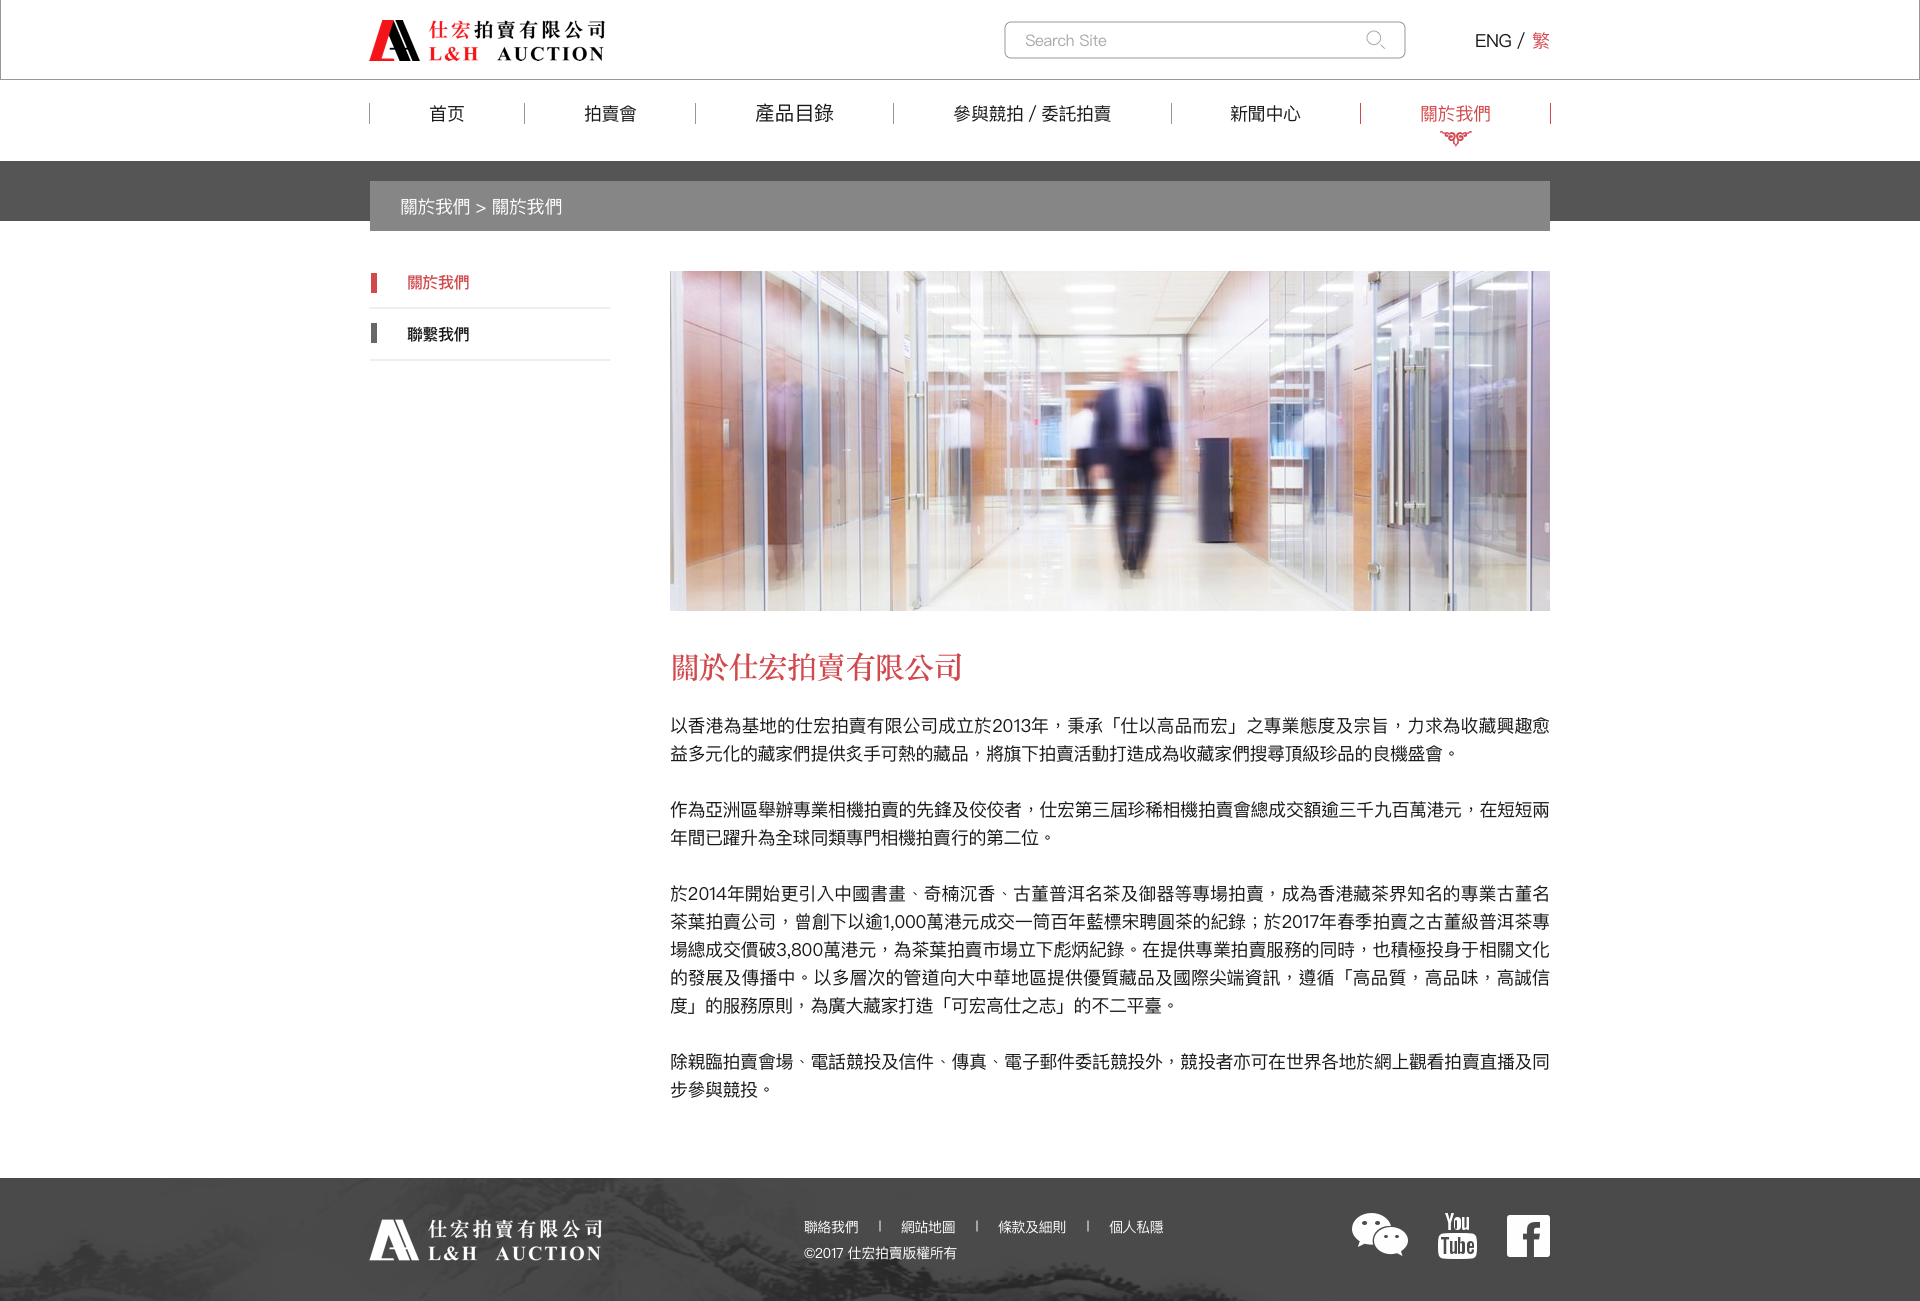 仕宏拍賣有限公司
L&H AUCTION
Search Site
ENG / 繁
首页
拍賣會
產品目錄
參與競拍 / 委託拍賣
新聞中心
關於我們
關於我們 > 關於我們
關於我們
聯繫我們
關於仕宏拍賣有限公司
以香港為基地的仕宏拍賣有限公司成立於2013年，秉承「仕以高品而宏」之專業態度及宗旨，力求為收藏興趣愈
益多元化的藏家們提供炙手可熱的藏品，將旗下拍賣活動打造成為收藏家們搜尋頂級珍品的良機盛會。
作為亞洲區舉辦專業相機拍賣的先鋒及佼佼者，仕宏第三屆珍稀相機拍賣會總成交額逾三千九百萬港元，在短短兩
年間已躍升為全球同類專門相機拍賣行的第二位。
於2014年開始更引入中國書畫、奇楠沉香、古董普洱名茶及御器等專場拍賣，成為香港藏茶界知名的專業古董名
茶葉拍賣公司，曾創下以逾1,000萬港元成交一筒百年藍標宋聘圓茶的紀錄；於2017年春季拍賣之古董級普洱茶專
場總成交價破3,800萬港元，為茶葉拍賣市場立下彪炳紀錄。在提供專業拍賣服務的同時，也積極投身于相關文化
的發展及傳播中。以多層次的管道向大中華地區提供優質藏品及國際尖端資訊，遵循「高品質，高品味，高誠信
度」的服務原則，為廣大藏家打造「可宏高仕之志」的不二平臺。
除親臨拍賣會場、電話競投及信件、傳真、電子郵件委託競投外，競投者亦可在世界各地於網上觀看拍賣直播及同
步參與競投。
仕宏拍賣有限公司
L&H AUCTION
聯絡我們 | 網站地圖 | 條款及細則 | 個人私隱
©2017 仕宏拍賣版權所有
You
Tube